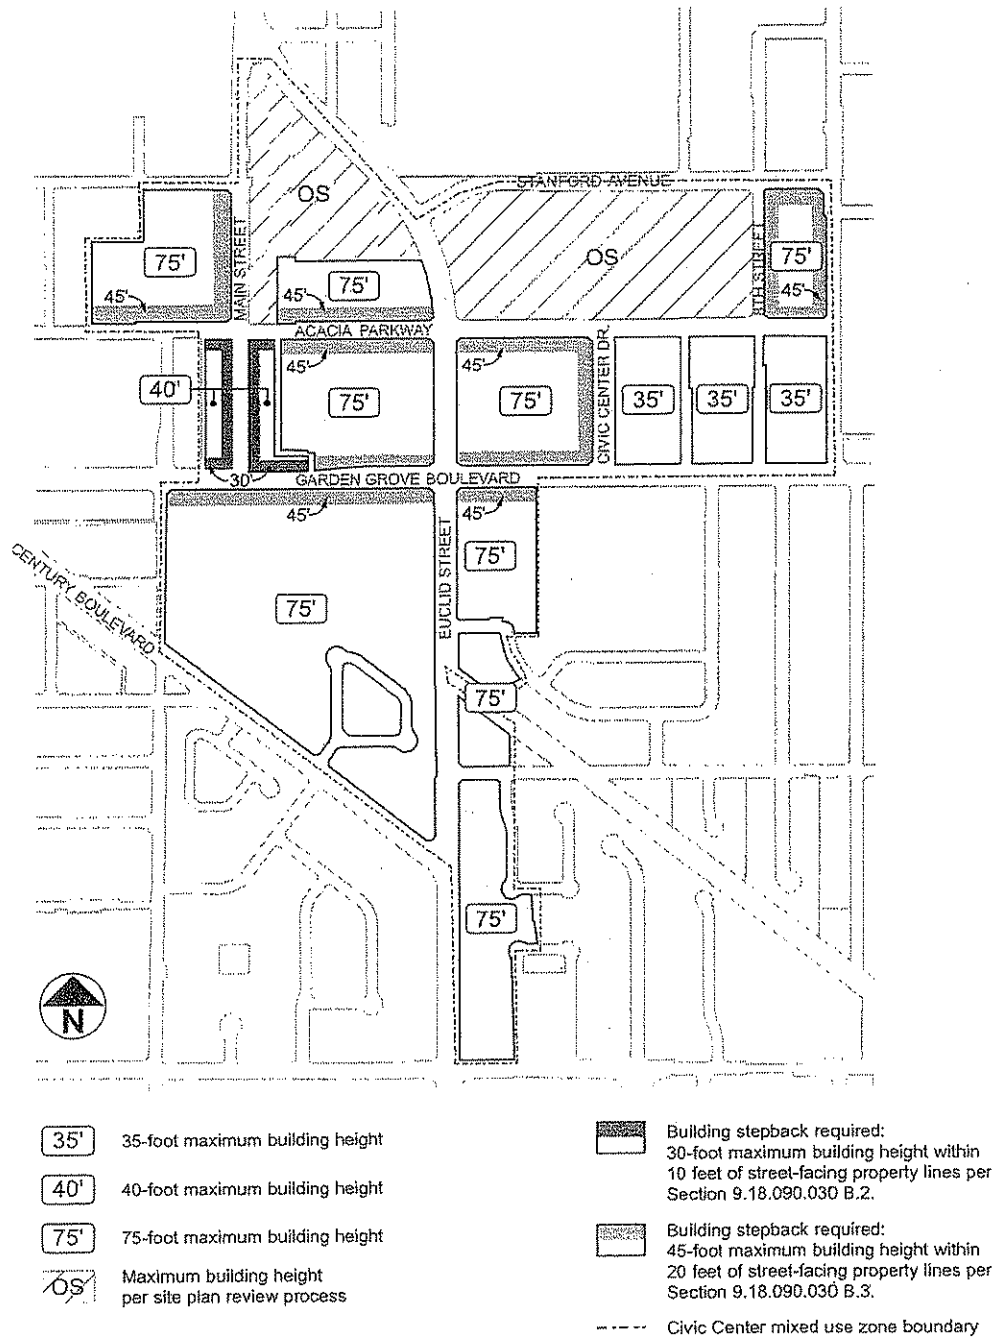 OS
STANFORD AVENUE
75'
MAIN STREET
75'
45'
75'
45'
OS
8TH STREET
75'
45'
ACACIA PARKWAY
40'
45'
75'
45'
75'
CIVIC CENTER DR.
35'
35'
35'
30'
GARDEN GROVE BOULEVARD
45'
45'
CENTURY BOULEVARD
75'
EUCLID STREET
75'
75'
75'
N
35' 35-foot maximum building height
40' 40-foot maximum building height
75' 75-foot maximum building height
OS Maximum building height
per site plan review process
Building stepback required:
30-foot maximum building height within
10 feet of street-facing property lines per
Section 9.18.090.030 B.2.
Building stepback required:
45-foot maximum building height within
20 feet of street-facing property lines per
Section 9.18.090.030 B.3.
Civic Center mixed use zone boundary